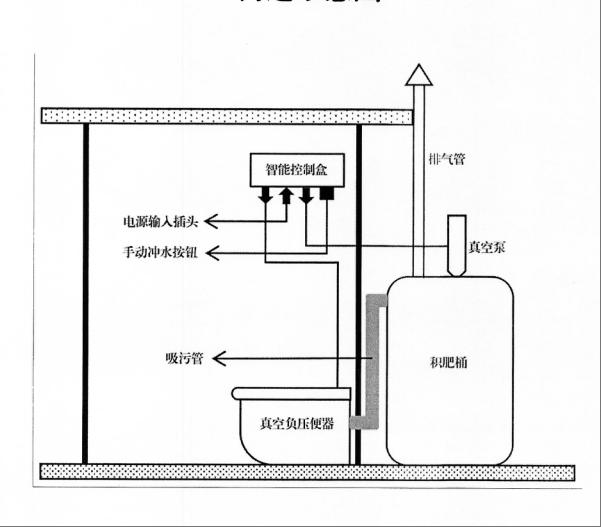 智能控制盒
排气管
电源输入插头
手动冲水按钮
真空泵
吸污管
积肥桶
真空负压便器